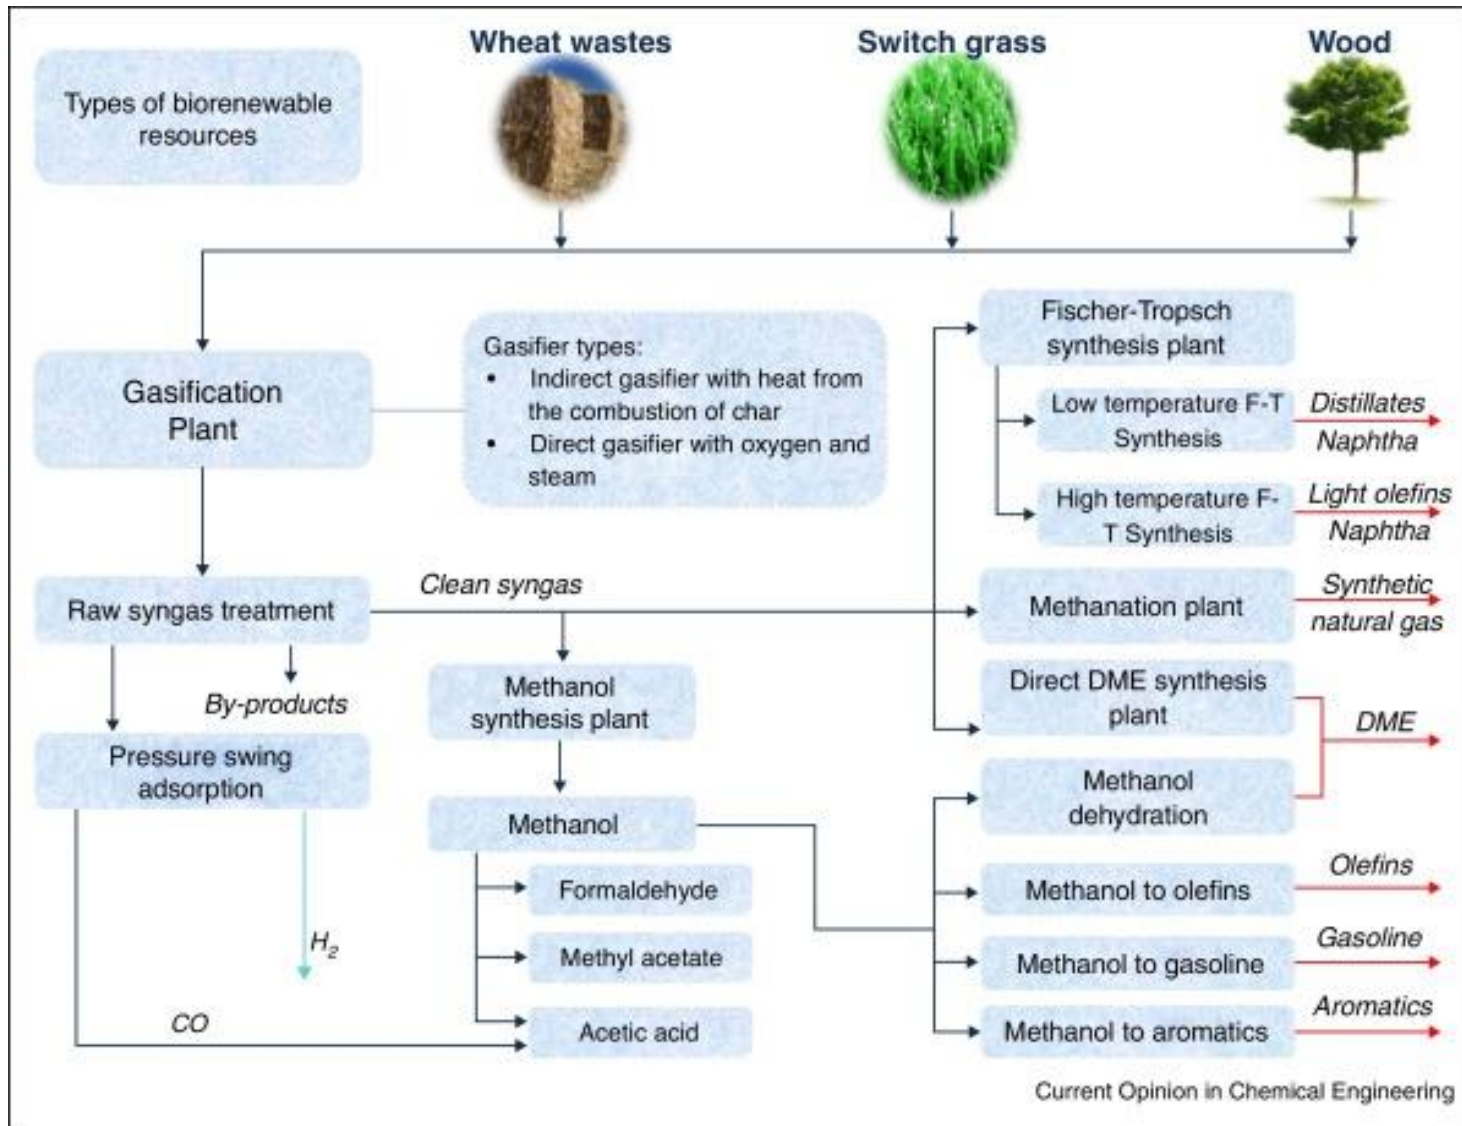 Wheat wastes
Switch grass
Wood
Types of biorenewable
resources
Gasification
Plant
Gasifier types:
• Indirect gasifier with heat from
the combustion of char
• Direct gasifier with oxygen and
steam
Fischer-Tropsch
synthesis plant
Low temperature F-T
Synthesis
Distillates
Naphtha
High temperature F-
T Synthesis
Light olefins
Naphtha
Raw syngas treatment
Clean syngas
Methanation plant
Synthetic
natural gas
By-products
Methanol
synthesis plant
Direct DME synthesis
plant
DME
Pressure swing
adsorption
Methanol
Methanol
dehydration
Formaldehyde
Methanol to olefins
Olefins
H₂
Methyl acetate
Methanol to gasoline
Gasoline
CO
Acetic acid
Methanol to aromatics
Aromatics
Current Opinion in Chemical Engineering